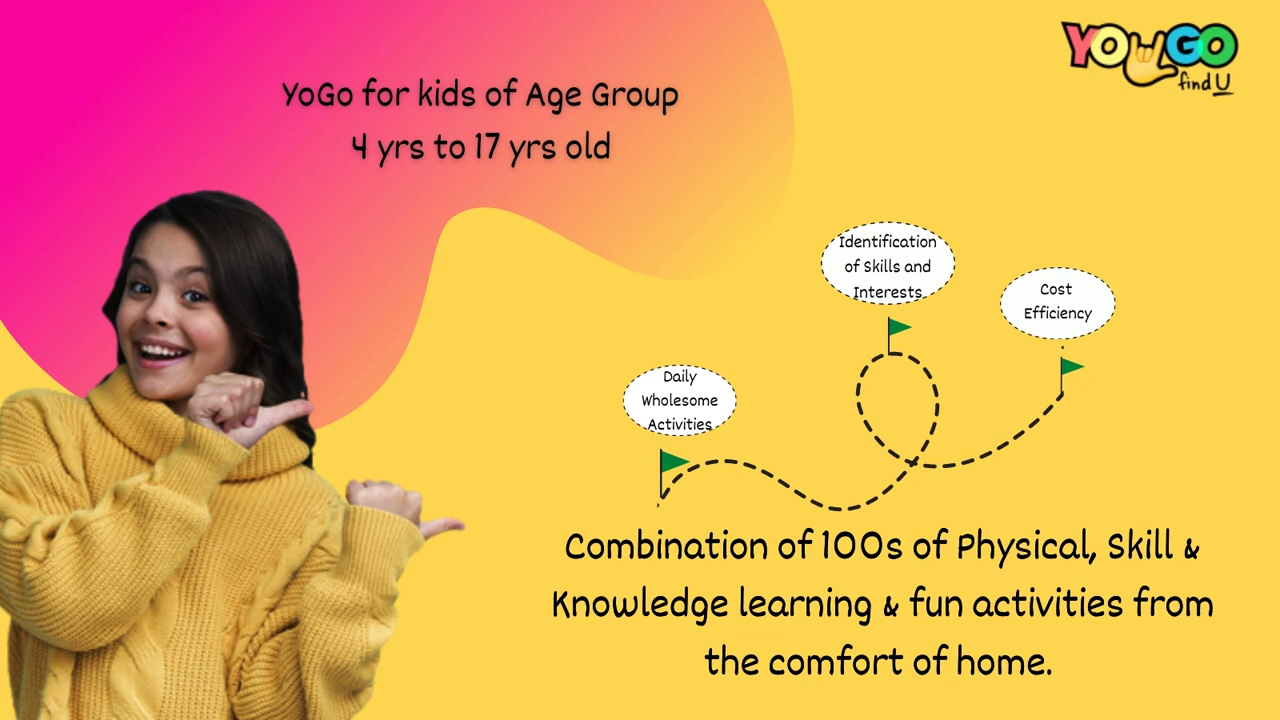 YOGO
find U
YoGo for kids of Age Group
4 yrs to 17 yrs old
Identification
of Skills and
Interests
Cost
Efficiency
Daily
Wholesome
Activities
Combination of 100s of Physical, Skill &
Knowledge learning & fun activities from
the comfort of home.